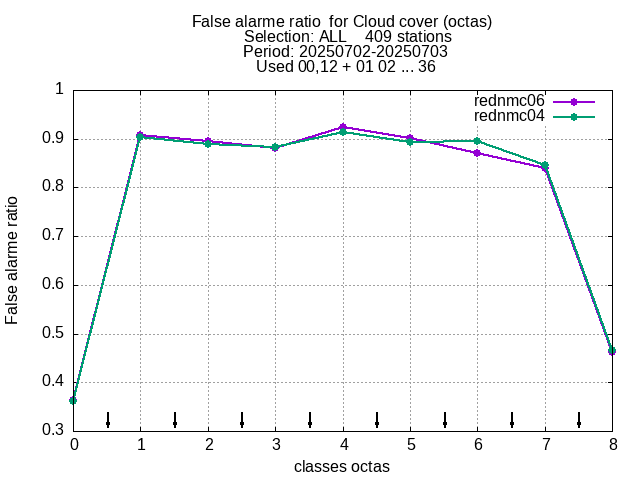 False alarme ratio  for Cloud cover (octas)
Selection: ALL    409 stations
Period: 20250702-20250703
Used 00,12 + 01 02 ... 36
rednmc06
rednmc04
1
0.9
0.8
0.7
0.6
0.5
0.4
0.3
False alarme ratio
0 1 2 3 4 5 6 7 8
classes octas